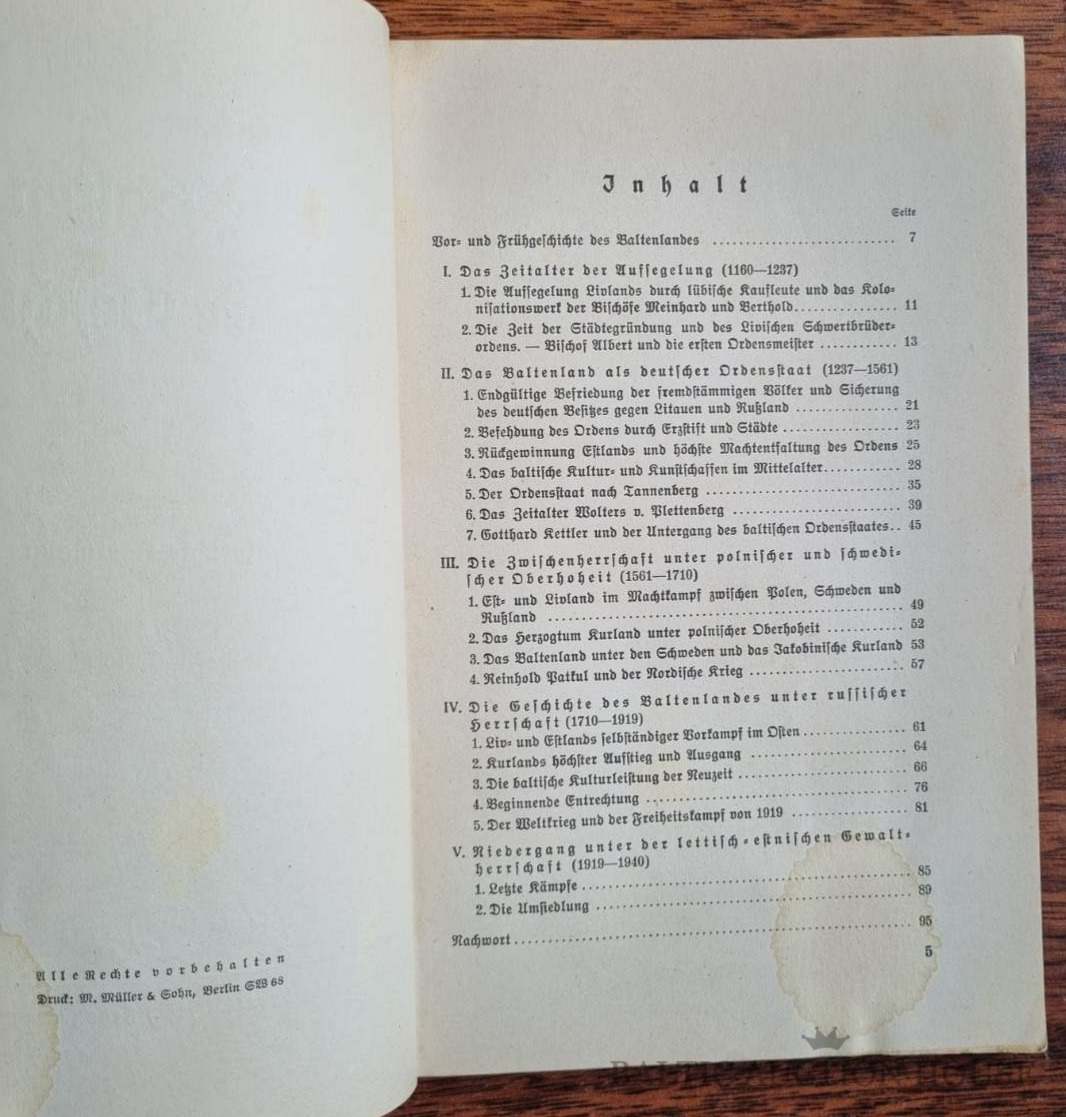 Alle Rechte vorbehalten
Druck: M. Müller & Sohn, Berlin SW 68
Inhalt
Seite
Vor- und Frühgeschichte des Baltenlandes ........................... 7
I. Das Zeitalter der Aufsegelung (1160—1237)
1. Die Aufsegelung Livlands durch lübische Kaufleute und das Kolo-
nisationswerk der Bischöfe Meinhard und Berthold................ 11
2. Die Zeit der Städtegründung und des Livischen Schwertbrüder-
ordens. — Bischof Albert und die ersten Ordensmeister ............ 13
II. Das Baltenland als deutscher Ordensstaat (1237—1561)
1. Endgültige Befriedung der fremdstämmigen Völker und Sicherung
des deutschen Besitzes gegen Litauen und Rußland ................ 21
2. Befehdung des Ordens durch Erzstift und Städte .................. 23
3. Rückgewinnung Estlands und höchste Machtentfaltung des Ordens 25
4. Das baltische Kultur- und Kunstschaffen im Mittelalter............ 28
5. Der Ordensstaat nach Tannenberg ............................. 35
6. Das Zeitalter Wolters v. Plettenberg ......................... 39
7. Gotthard Kettler und der Untergang des baltischen Ordensstaates.. 45
III. Die Zwischenherrschaft unter polnischer und schwedi-
scher Oberhoheit (1561—1710)
1. Est- und Livland im Machtkampf zwischen Polen, Schweden und
Rußland ..................................................... 49
2. Das Herzogtum Kurland unter polnischer Oberhoheit ........... 52
3. Das Baltenland unter den Schweden und das Jakobinische Kurland 53
4. Reinhold Patkul und der Nordische Krieg ....................... 57
IV. Die Geschichte des Baltenlandes unter russischer
Herrschaft (1710—1919)
1. Liv- und Estlands selbständiger Vorkampf im Osten ............... 61
2. Kurlands höchster Aufstieg und Ausgang ....................... 64
3. Die baltische Kulturleistung der Neuzeit ......................... 66
4. Beginnende Entrechtung ....................................... 76
5. Der Weltkrieg und der Freiheitskampf von 1919 ................. 81
V. Niedergang unter der lettisch-estnischen Gewalt-
herrschaft (1919—1940)
1. Letzte Kämpfe ................................................ 85
2. Die Umsiedlung .............................................. 89
Nachwort ........................................................ 95
5
BALTIC AUCTION HOUSE